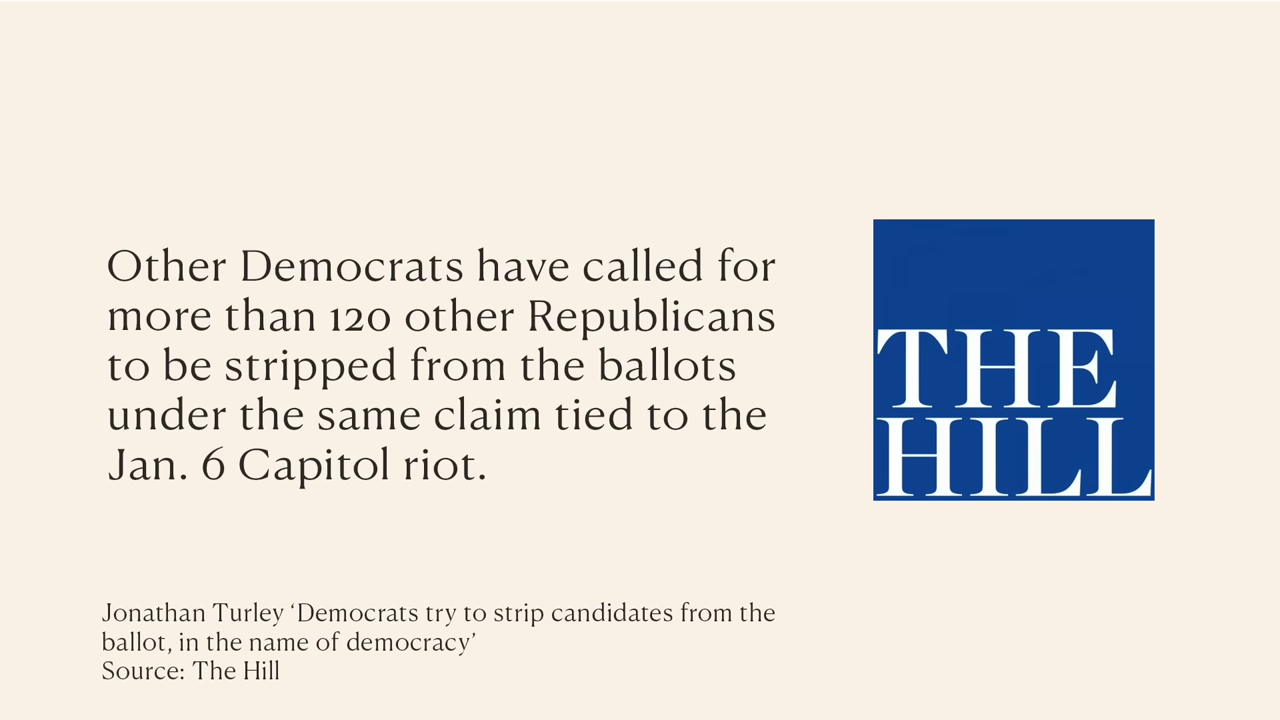 Other Democrats have called for
more than 120 other Republicans
to be stripped from the ballots
under the same claim tied to the
Jan. 6 Capitol riot.
THE
HILL
Jonathan Turley ‘Democrats try to strip candidates from the
ballot, in the name of democracy’
Source: The Hill